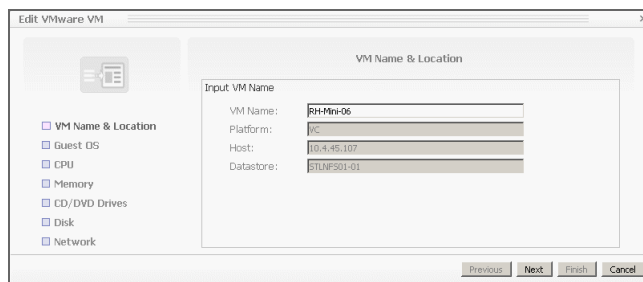 Edit VMware VM
VM Name & Location
Guest OS
CPU
Memory
CD/DVD Drives
Disk
Network
VM Name & Location
Input VM Name
VM Name: RH-Mini-06
Platform: VC
Host: 10.4.45.107
Datastore: STLNFS01-01
Previous Next Finish Cancel